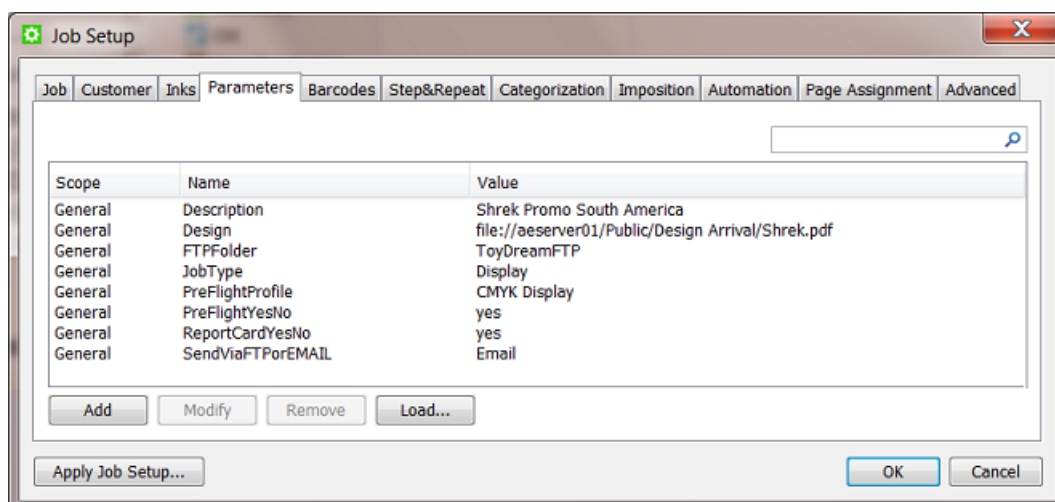 Job Setup
Job Customer Inks Parameters Barcodes Step&Repeat Categorization Imposition Automation Page Assignment Advanced
Scope Name Value
General Description Shrek Promo South America
General Design file://aeserver01/Public/Design Arrival/Shrek.pdf
General FTPFolder ToyDreamFTP
General JobType Display
General PreFlightProfile CMYK Display
General PreFlightYesNo yes
General ReportCardYesNo yes
General SendViaFTPorEMAIL Email
Add Modify Remove Load...
Apply Job Setup... OK Cancel